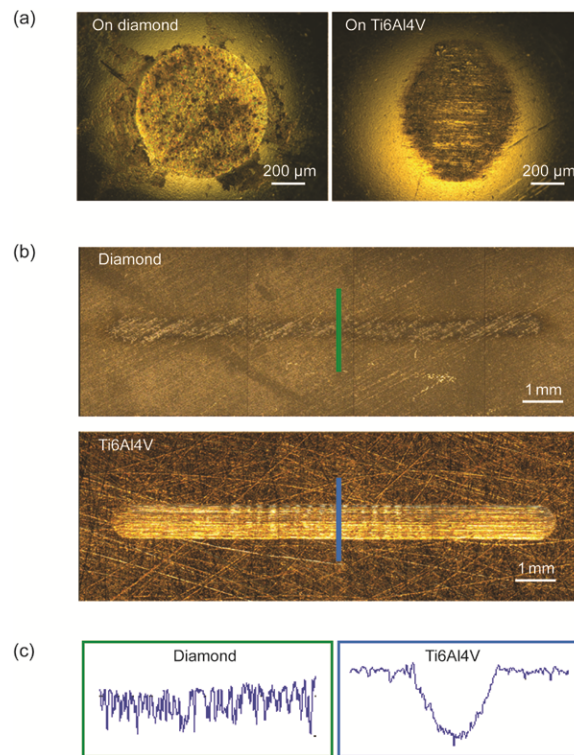 (a)
On diamond
On Ti6Al4V
200 µm
200 µm
(b)
Diamond
1 mm
Ti6Al4V
1 mm
(c)
Diamond
Ti6Al4V